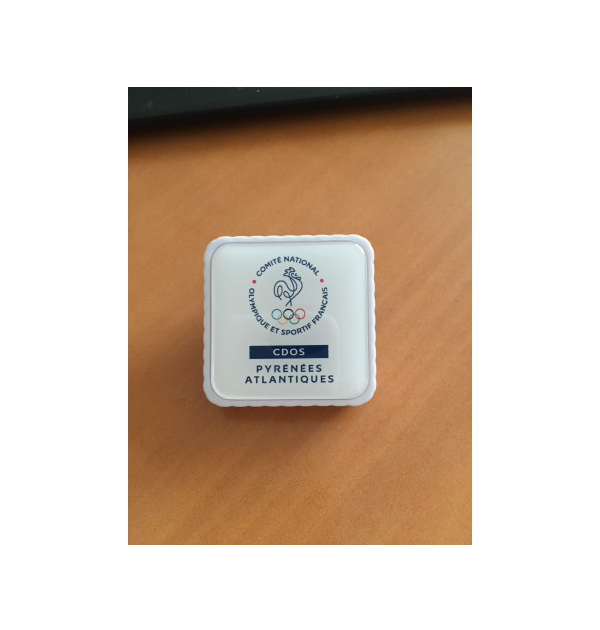 COMITÉ NATIONAL
OLYMPIQUE ET SPORTIF FRANÇAIS
CDOS
PYRÉNÉES
ATLANTIQUES